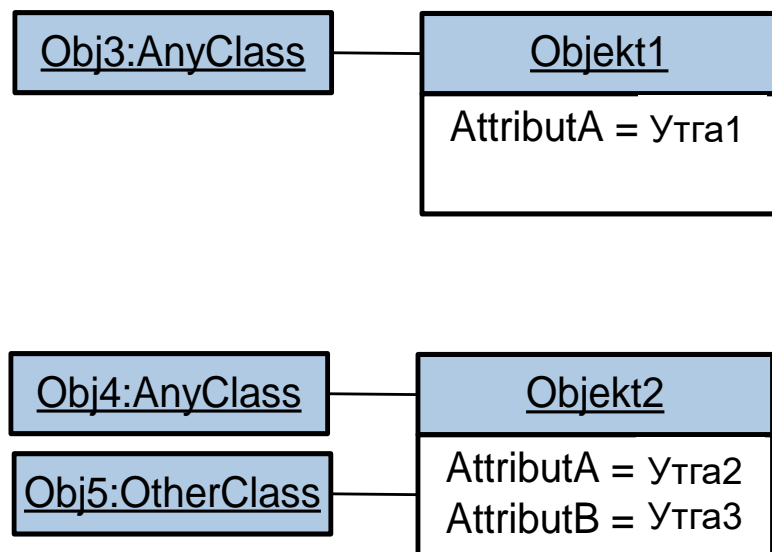 Obj3:AnyClass
Objekt1
AttributA = Утга1
Obj4:AnyClass
Objekt2
Obj5:OtherClass
AttributA = Утга2
AttributB = Утга3